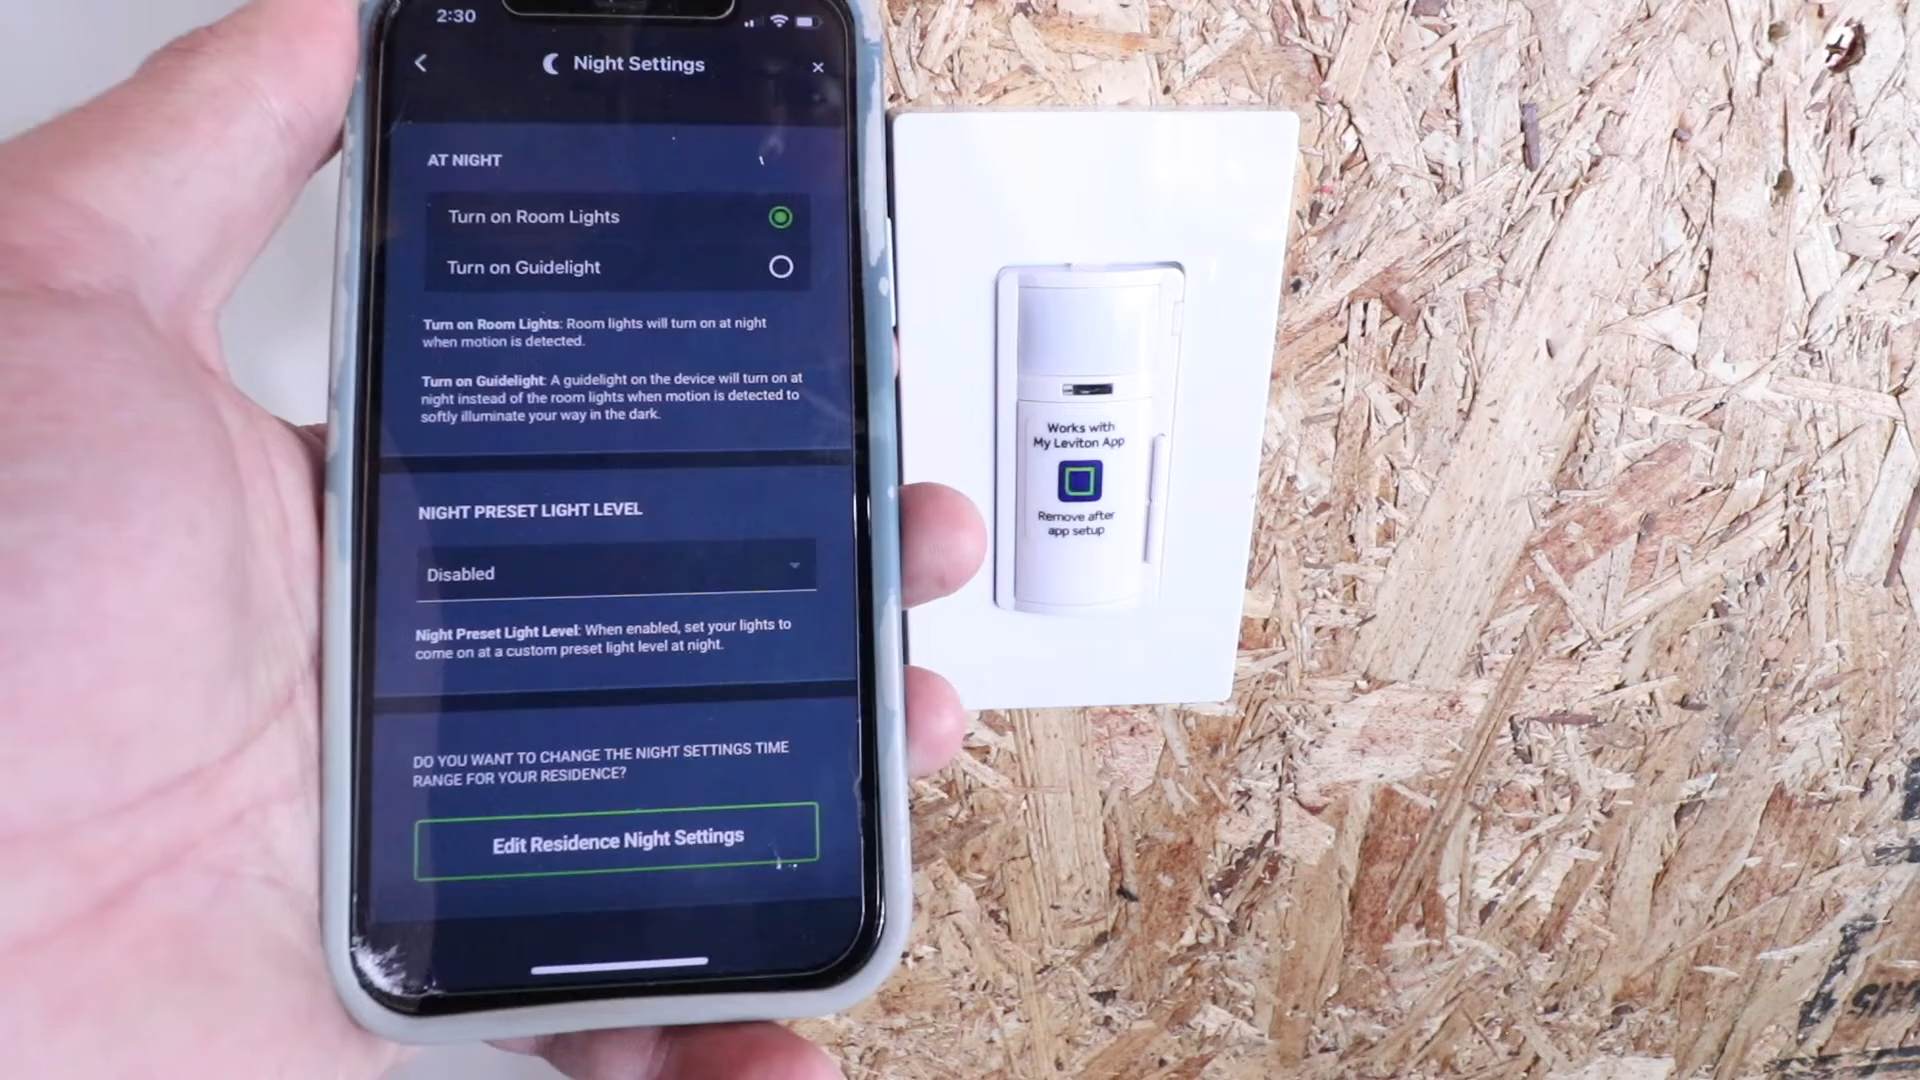 2:30
Night Settings
AT NIGHT
Turn on Room Lights
Turn on Guidelight
Turn on Room Lights: Room lights will turn on at night
when motion is detected.
Turn on Guidelight: A guidelight on the device will turn on at
night instead of the room lights when motion is detected to
softly illuminate your way in the dark.
NIGHT PRESET LIGHT LEVEL
Disabled
Night Preset Light Level: When enabled, set your lights to
come on at a custom preset light level at night.
DO YOU WANT TO CHANGE THE NIGHT SETTINGS TIME
RANGE FOR YOUR RESIDENCE?
Edit Residence Night Settings
Works with
My Leviton App
Remove after
app setup